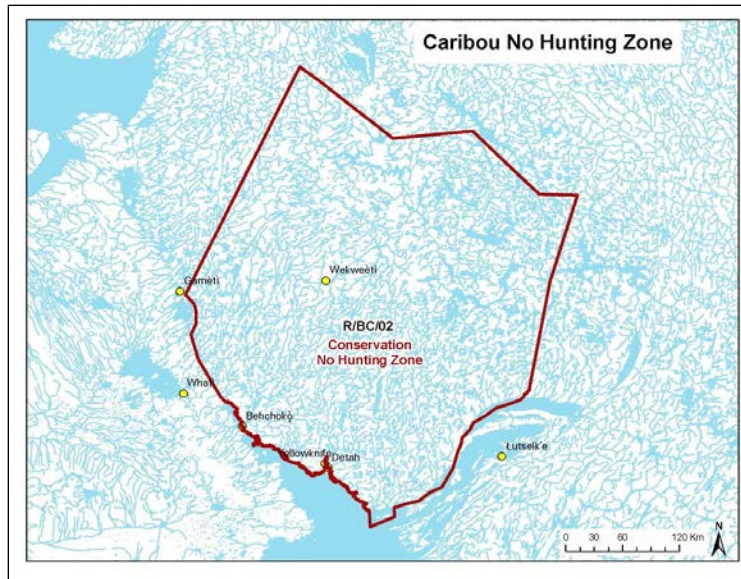 Caribou No Hunting Zone
Wekweètì
Gamètì
R/BC/02
Conservation
No Hunting Zone
Whatì
Behchokǫ̀
Yellowknife
Detah
Łutselk'e
N
0 30 60 120 Km